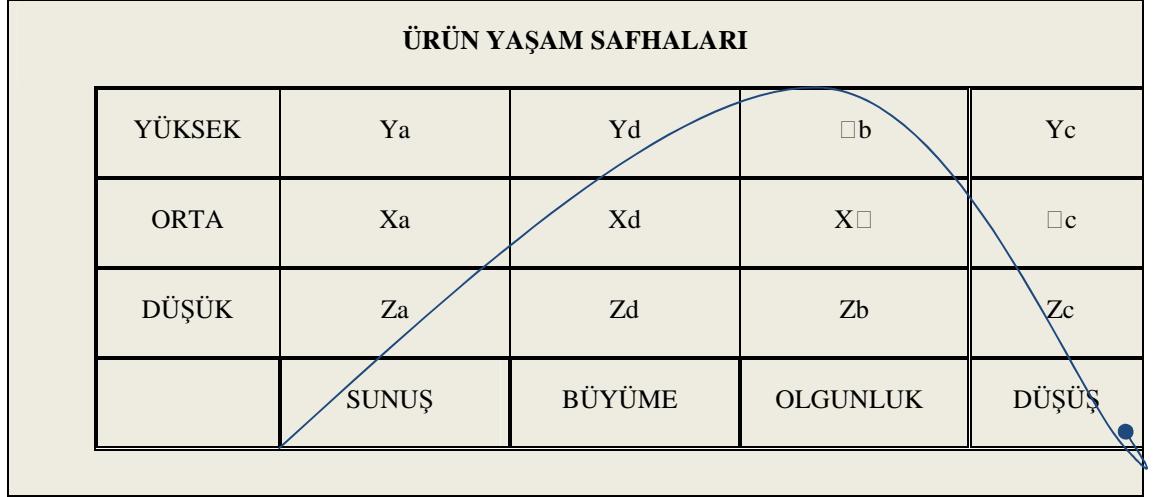 ÜRÜN YAŞAM SAFHALARI
YÜKSEK Ya Yd □b Yc
ORTA Xa Xd X□ □c
DÜŞÜK Za Zd Zb Zc
SUNUŞ BÜYÜME OLGUNLUK DÜŞÜŞ